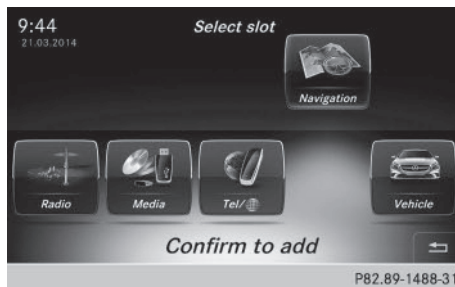 9:44
21.03.2014
Select slot
Navigation
Radio
Media
Tel/
Vehicle
Confirm to add
P82.89-1488-31